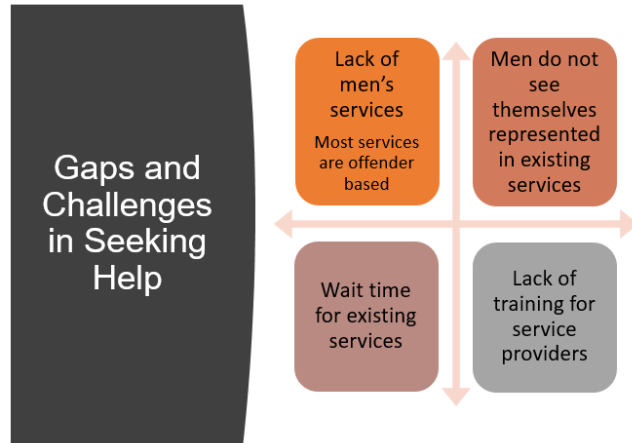 Gaps and
Challenges
in Seeking
Help
Lack of
men's
services
Most services
are offender
based
Men do not
see
themselves
represented
in existing
services
Wait time
for existing
services
Lack of
training for
service
providers